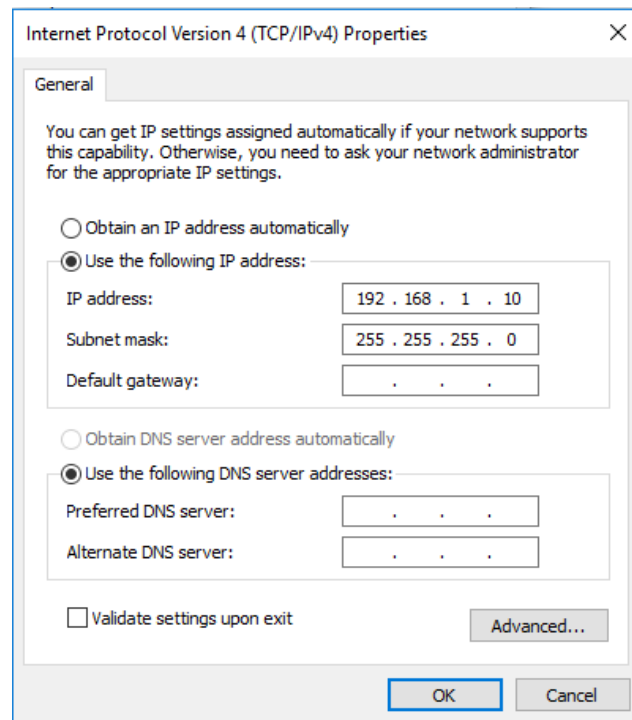 Internet Protocol Version 4 (TCP/IPv4) Properties
General
You can get IP settings assigned automatically if your network supports
this capability. Otherwise, you need to ask your network administrator
for the appropriate IP settings.
Obtain an IP address automatically
Use the following IP address:
IP address: 192 . 168 . 1 . 10
Subnet mask: 255 . 255 . 255 . 0
Default gateway: . . .
Obtain DNS server address automatically
Use the following DNS server addresses:
Preferred DNS server: . . .
Alternate DNS server: . . .
Validate settings upon exit
Advanced...
OK Cancel